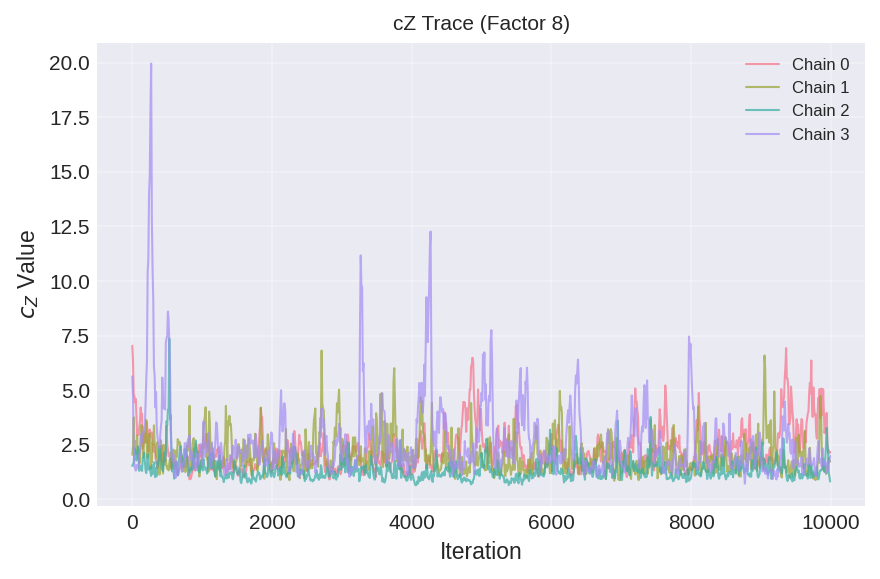 cZ Trace (Factor 8)
Chain 0
Chain 1
Chain 2
Chain 3
20.0
17.5
15.0
12.5
10.0
7.5
5.0
2.5
0.0
cZ Value
0 2000 4000 6000 8000 10000
Iteration